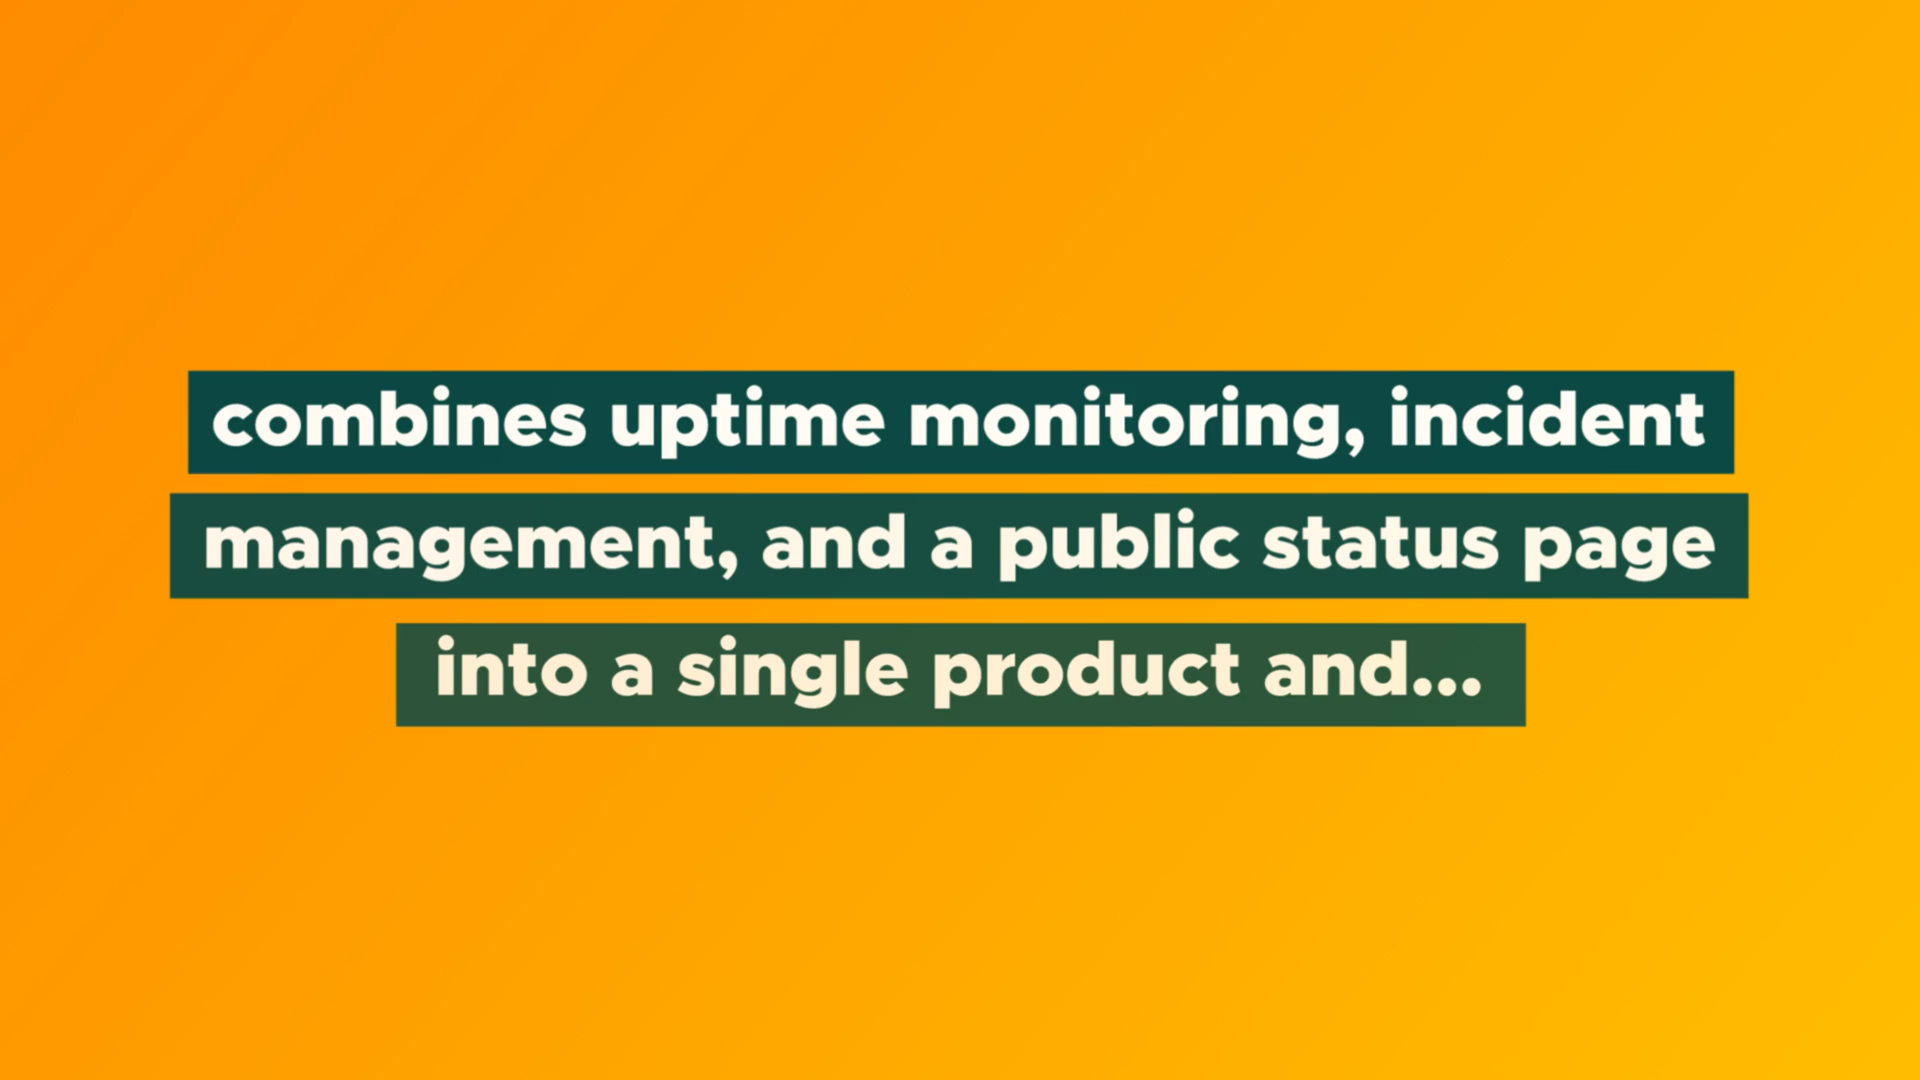 combines uptime monitoring, incident
management, and a public status page
into a single product and...